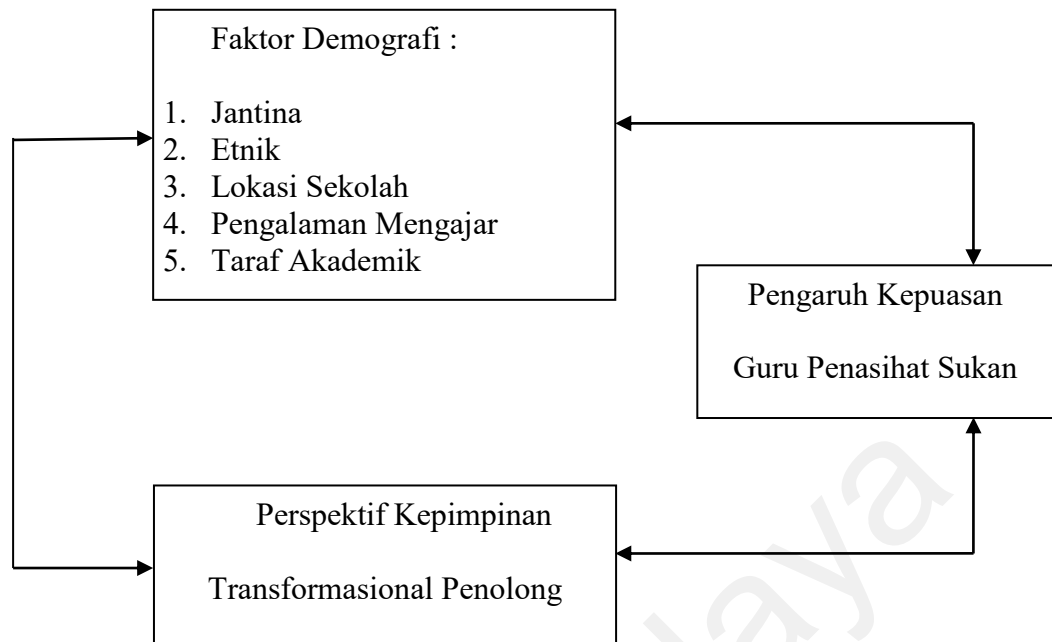 Faktor Demografi :
1. Jantina
2. Etnik
3. Lokasi Sekolah
4. Pengalaman Mengajar
5. Taraf Akademik
Pengaruh Kepuasan
Guru Penasihat Sukan
Perspektif Kepimpinan
Transformasional Penolong
laya